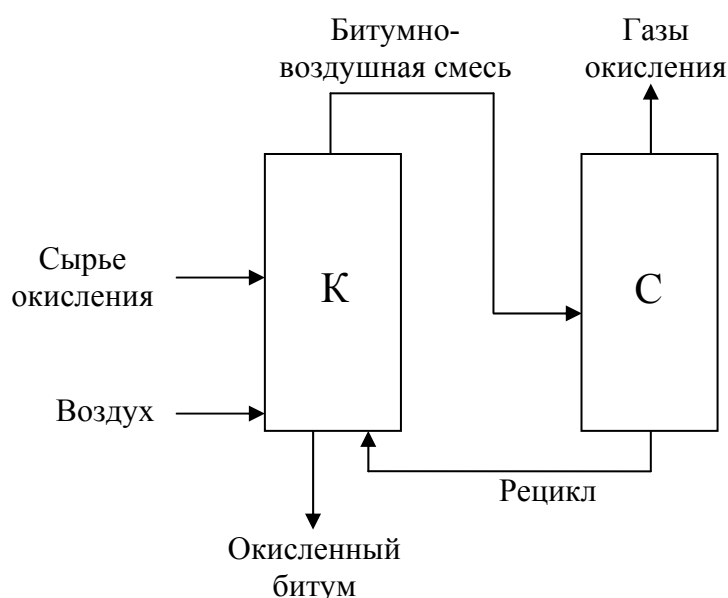 Битумно-
воздушная смесь
Газы
окисления
Сырье
окисления
К
С
Воздух
Рецикл
Окисленный
битум